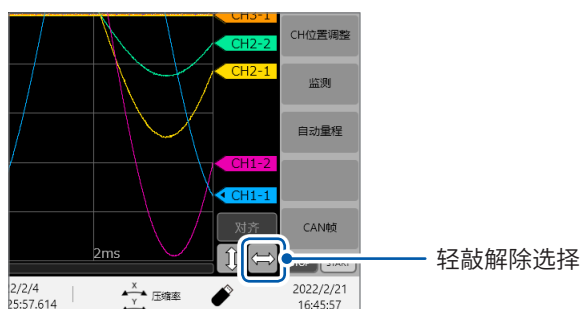 CH3-1
CH位置调整
CH2-2
CH2-1
监测
自动量程
CH1-2
CH1-1
对齐
CAN帧
2ms
轻敲解除选择
START
2/2/4
25:57.614
X
Y
压缩率
2022/2/21
16:45:57